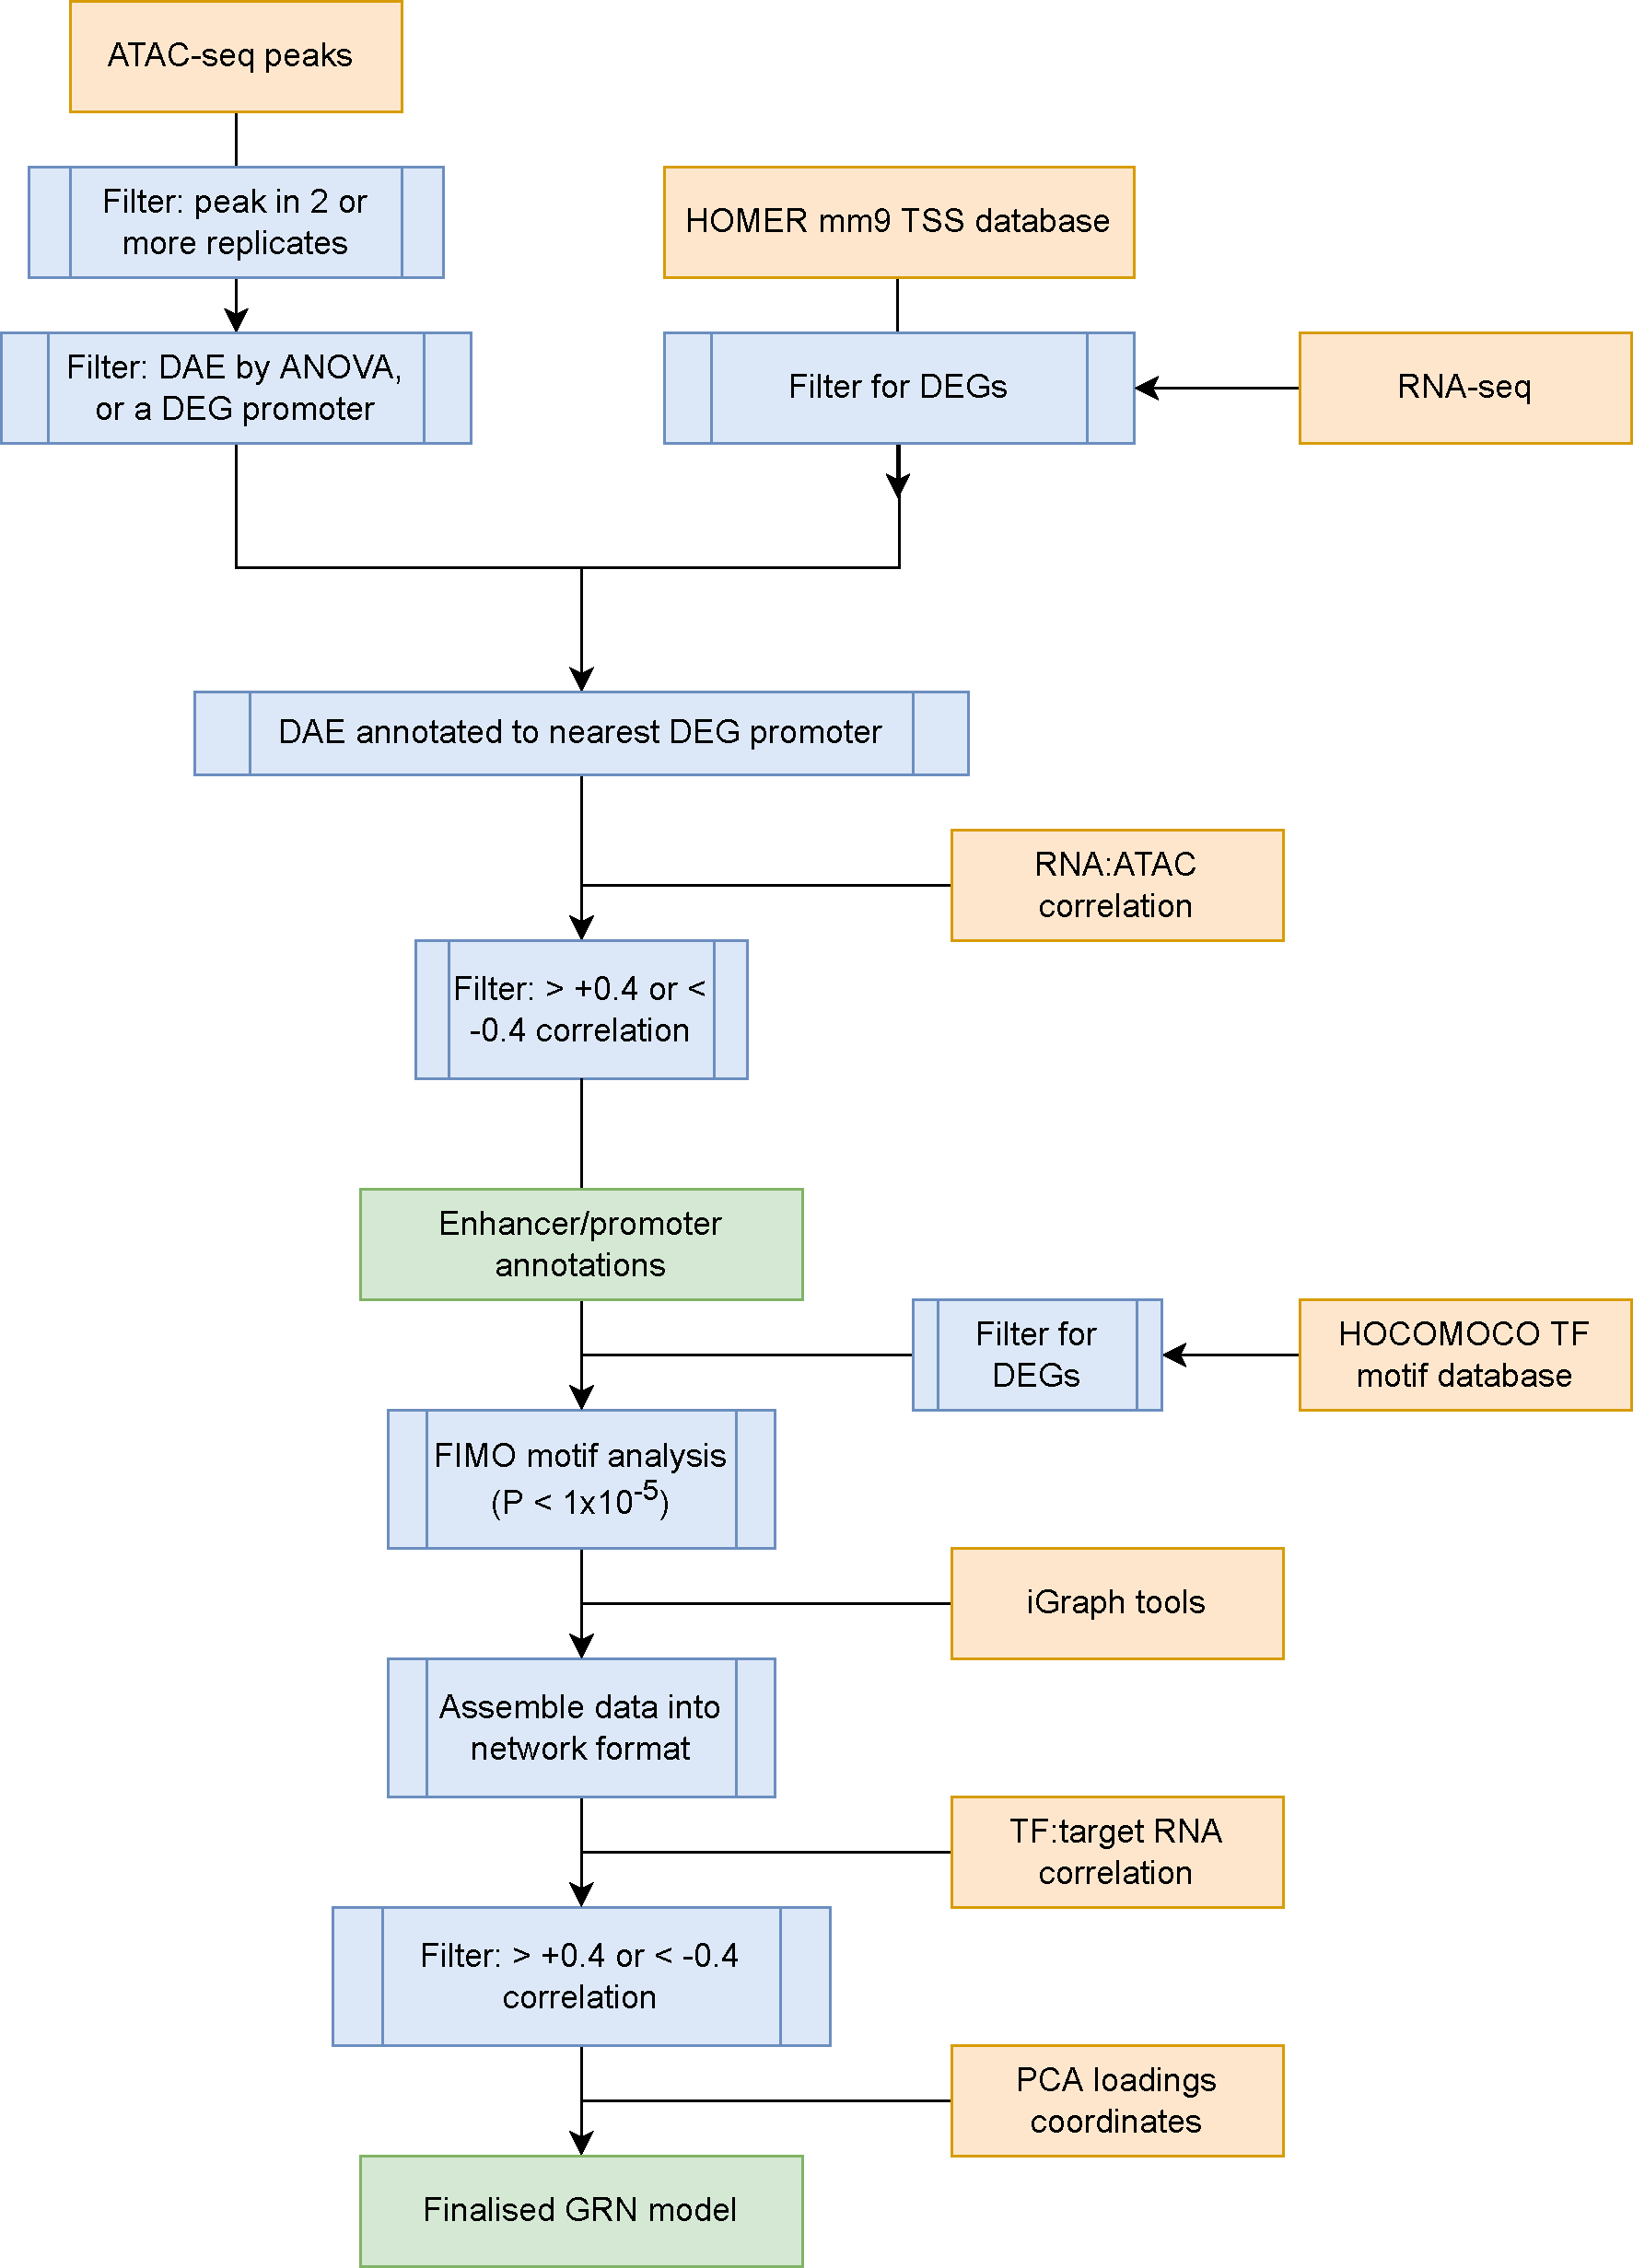 ATAC-seq peaks
Filter: peak in 2 or
more replicates
HOMER mm9 TSS database
Filter: DAE by ANOVA,
or a DEG promoter
Filter for DEGs
RNA-seq
DAE annotated to nearest DEG promoter
RNA:ATAC
correlation
Filter: > +0.4 or <
-0.4 correlation
Enhancer/promoter
annotations
Filter for
DEGs
HOCOMOCO TF
motif database
FIMO motif analysis
(P < 1x10⁻⁵)
iGraph tools
Assemble data into
network format
TF:target RNA
correlation
Filter: > +0.4 or < -0.4
correlation
PCA loadings
coordinates
Finalised GRN model